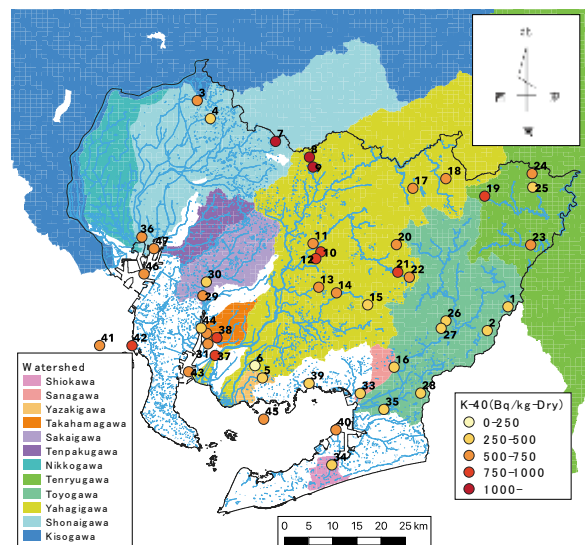 北
西
東
南
3
4
7
8
9
17
18
24
25
19
36
47
46
11
10
12
20
23
30
29
13
14
21
22
15
1
44
38
26
27
2
41
42
31
37
6
5
16
43
39
33
28
35
45
40
34
Watershed
Shiokawa
Sanagawa
Yazakigawa
Takahamagawa
Sakaigawa
Tenpakugawa
Nikkogawa
Tenryugawa
Toyogawa
Yahagigawa
Shonaigawa
Kisogawa
K-40(Bq/kg-Dry)
0-250
250-500
500-750
750-1000
1000-
0 5 10 15 20 25 km